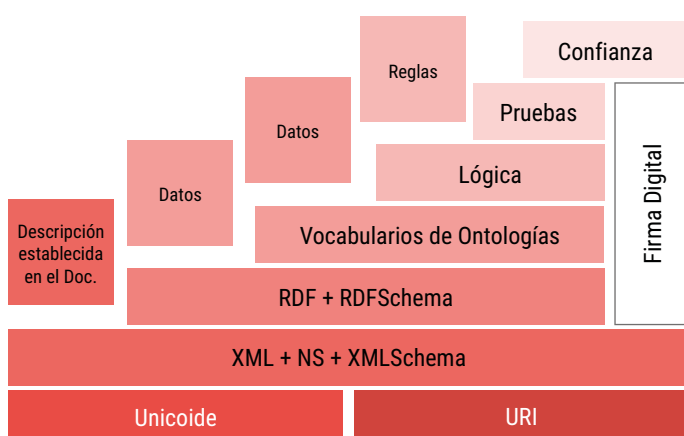 Confianza
Reglas
Pruebas
Datos
Lógica
Datos
Firma Digital
Vocabularios de Ontologías
Descripción
establecida
en el Doc.
RDF + RDFSchema
XML + NS + XMLSchema
Unicoide
URI